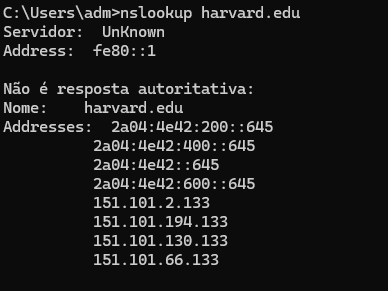 C:\Users\adm>nslookup harvard.edu
Servidor:  UnKnown
Address:  fe80::1

Não é resposta autoritativa:
Nome:    harvard.edu
Addresses:  2a04:4e42:200::645
          2a04:4e42:400::645
          2a04:4e42::645
          2a04:4e42:600::645
          151.101.2.133
          151.101.194.133
          151.101.130.133
          151.101.66.133